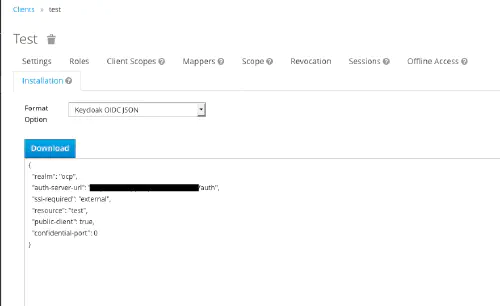 Clients › test
Test
Settings Roles Client Scopes Mappers Scope Revocation Sessions Offline Access
Installation
Format Option Keycloak OIDC JSON
Download
{
"realm": "ocp",
"auth-server-url": "/auth",
"ssl-required": "external",
"resource": "test",
"public-client": true,
"confidential-port": 0
}